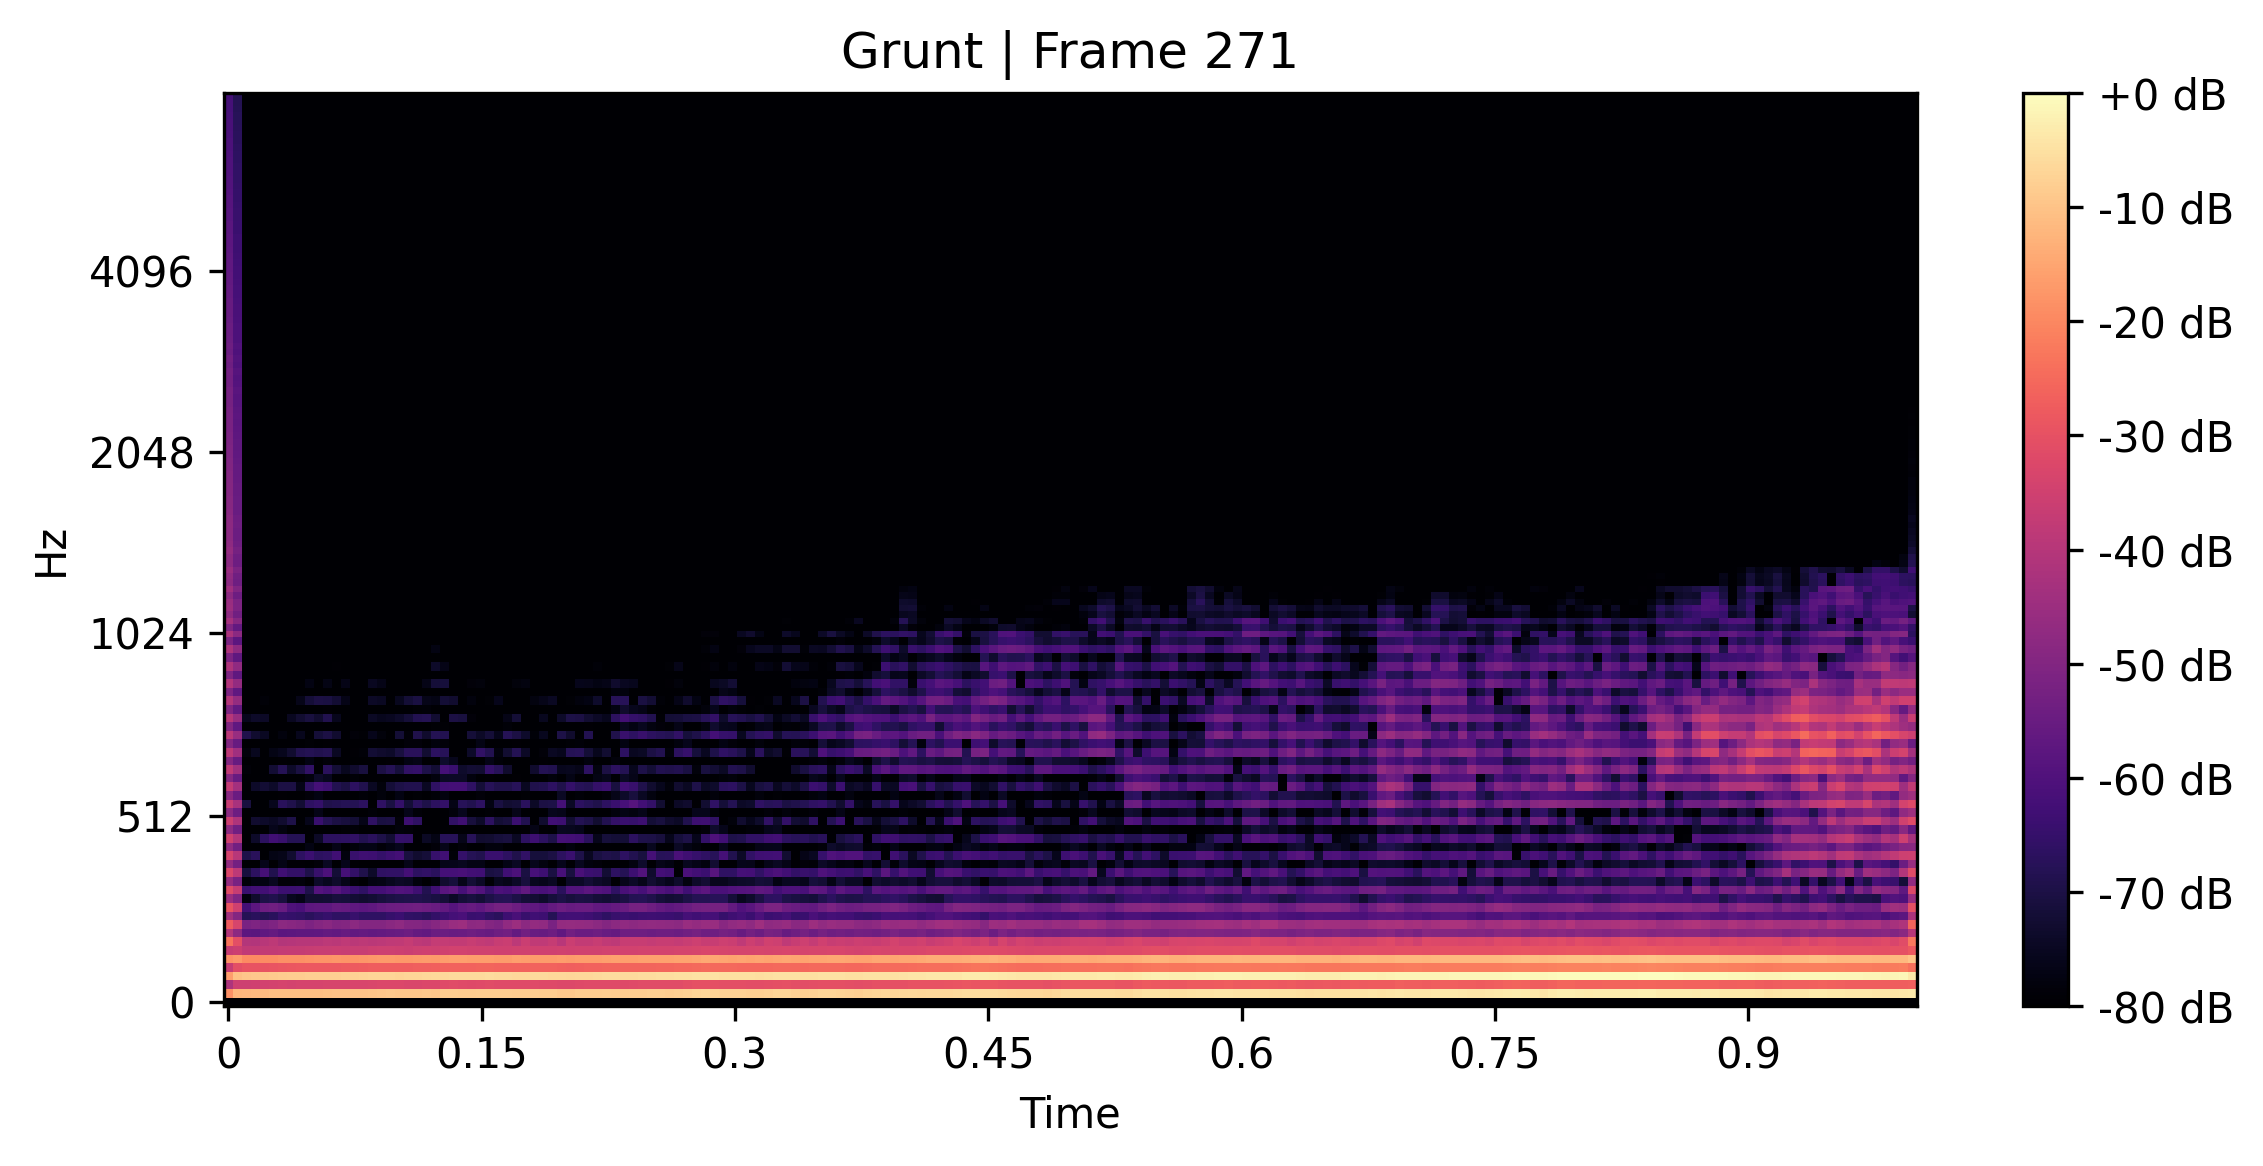 Grunt | Frame 271
+0 dB
-10 dB
-20 dB
-30 dB
-40 dB
-50 dB
-60 dB
-70 dB
-80 dB
Hz
4096
2048
1024
512
0
0 0.15 0.3 0.45 0.6 0.75 0.9
Time